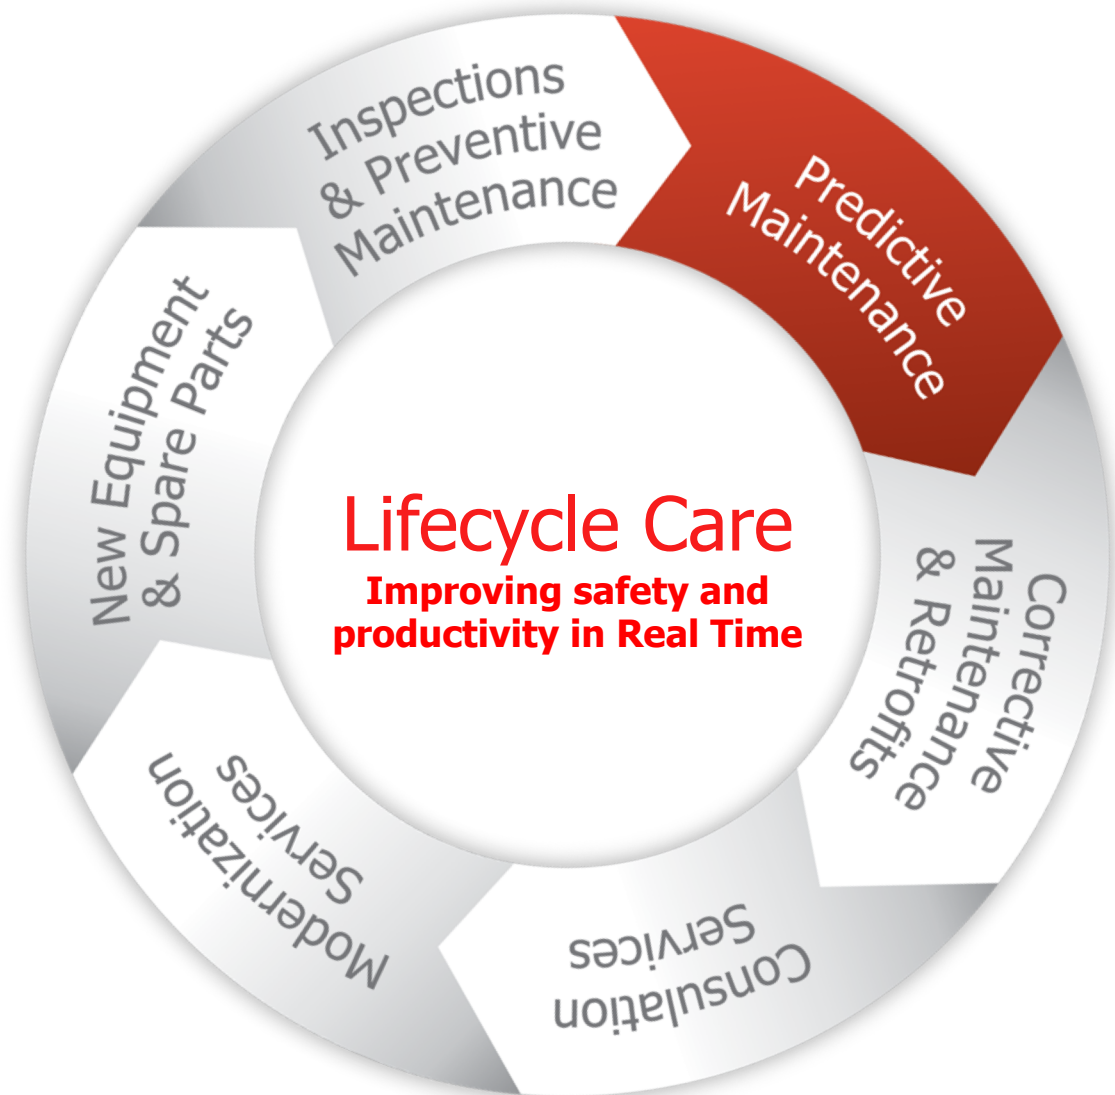 Inspections
& Preventive
Maintenance
Predictive
Maintenance
Corrective
Maintenance
& Retrofits
Consulation
Services
Modernization
Services
New Equipment
& Spare Parts
Lifecycle Care
Improving safety and
productivity in Real Time